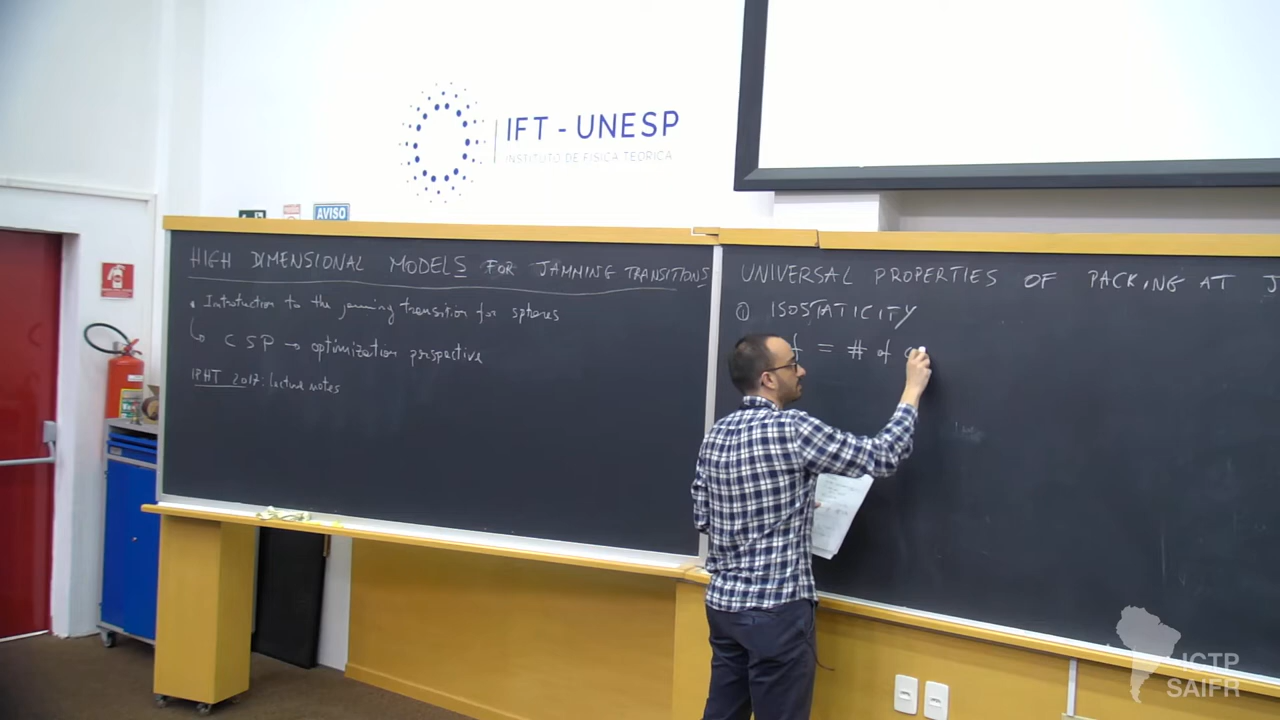 IFT - UNESP
INSTITUTO DE FÍSICA TEÓRICA
AVISO
HIGH DIMENSIONAL MODELS FOR JAMMING TRANSITIONS
• Introduction to the jamming transition for spheres
↳ CSP → optimization perspective
IPHT 2017: lecture notes
UNIVERSAL PROPERTIES OF PACKING AT J
① ISOSTATICITY
= # of
ICTP
SAIFR